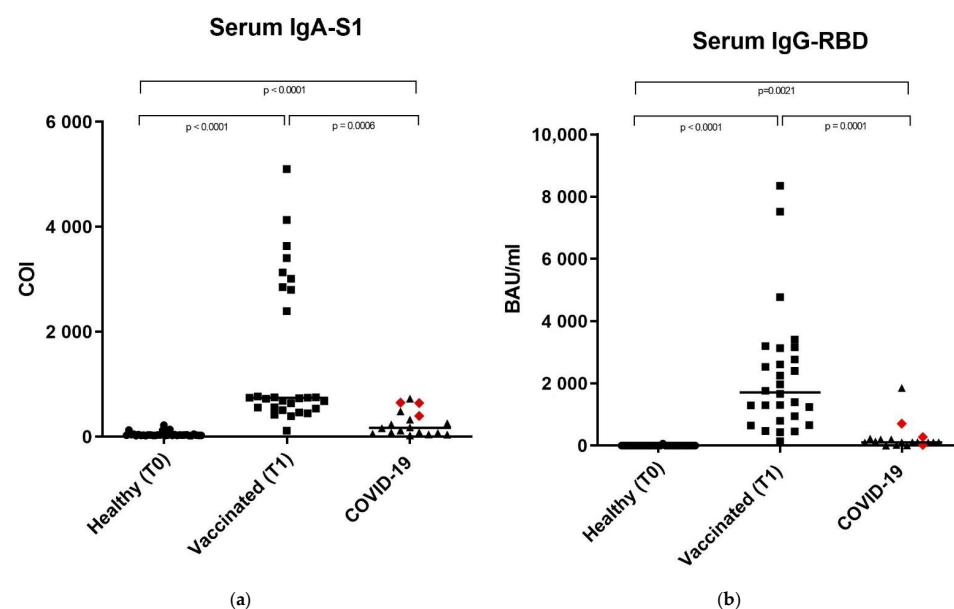 Serum IgA-S1
p < 0.0001
p < 0.0001
p = 0.0006
6 000
4 000
2 000
0
COI
Healthy (T0)
Vaccinated (T1)
COVID-19
(a)
Serum IgG-RBD
p=0.0021
p < 0.0001
p = 0.0001
10,000
8 000
6 000
4 000
2 000
0
BAU/ml
Healthy (T0)
Vaccinated (T1)
COVID-19
(b)